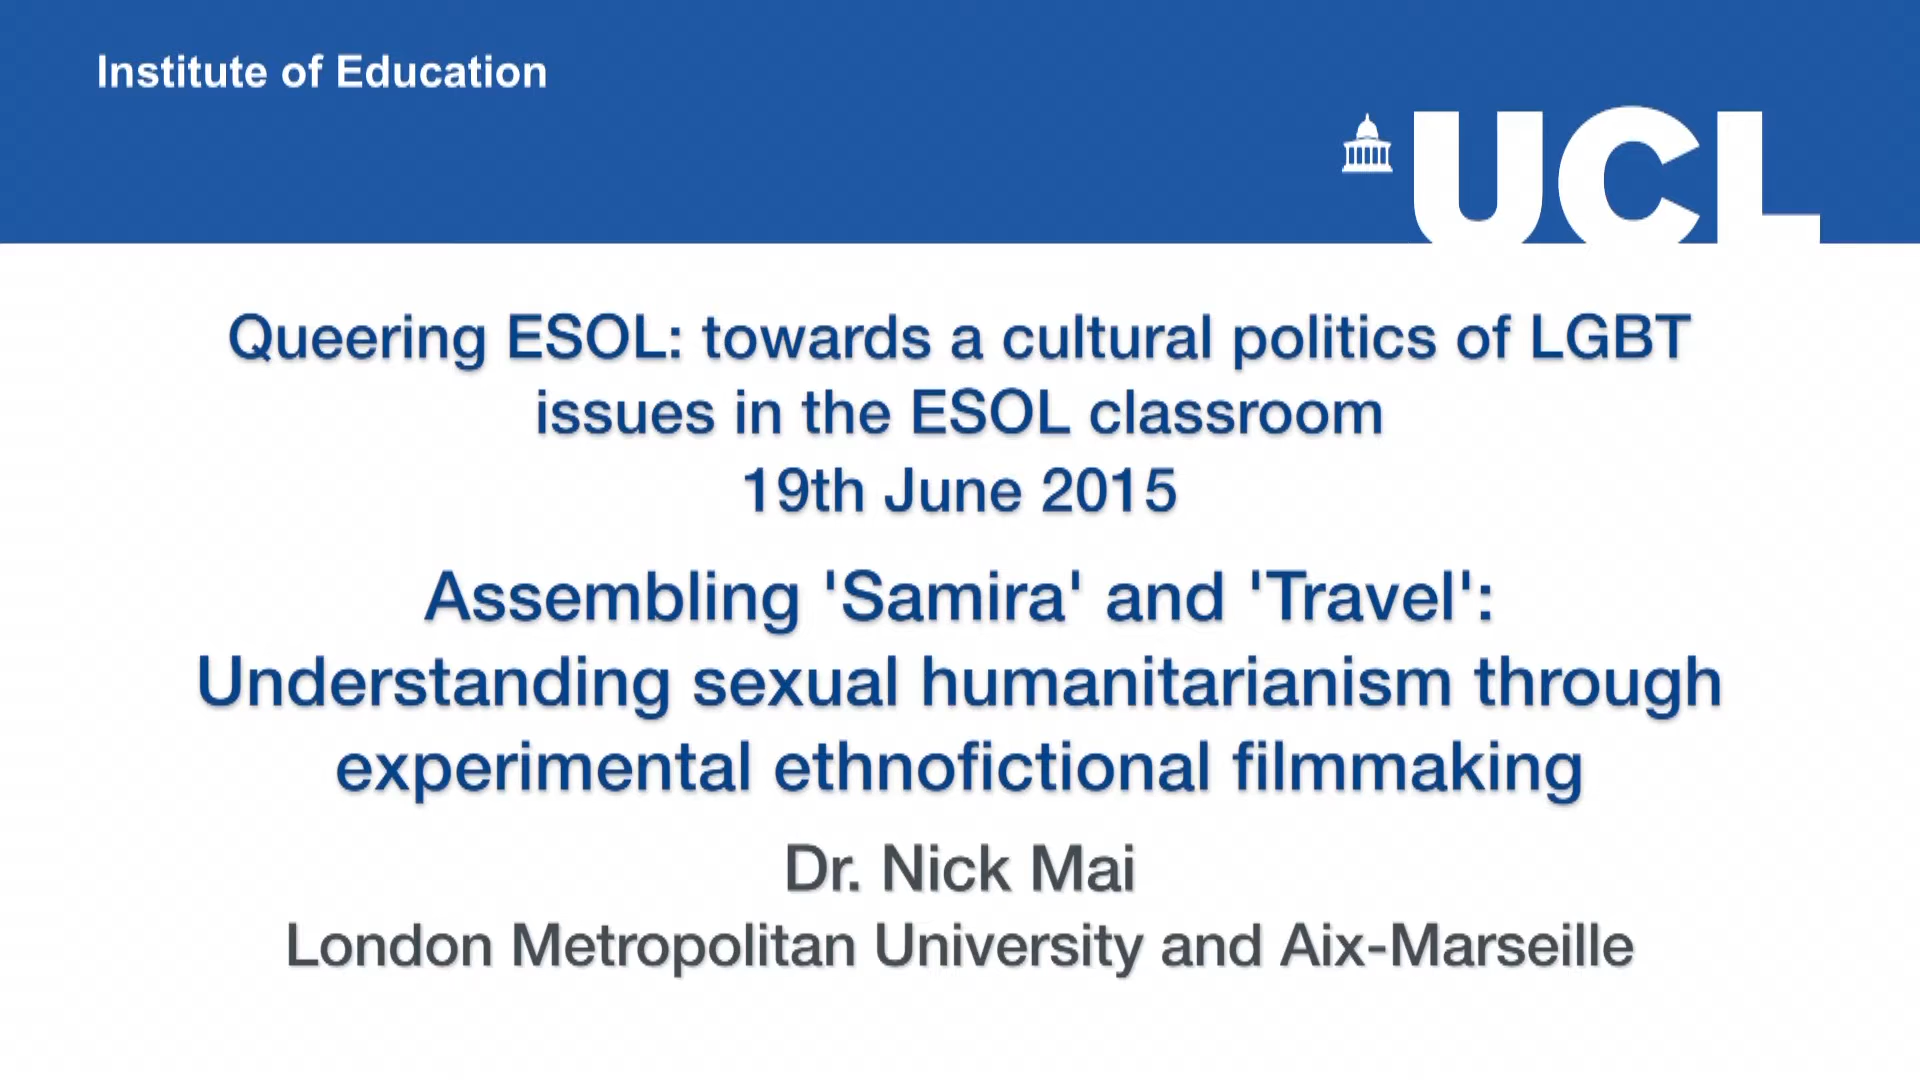 Institute of Education
UCL
Queering ESOL: towards a cultural politics of LGBT
issues in the ESOL classroom
19th June 2015
Assembling 'Samira' and 'Travel':
Understanding sexual humanitarianism through
experimental ethnofictional filmmaking
Dr. Nick Mai
London Metropolitan University and Aix-Marseille